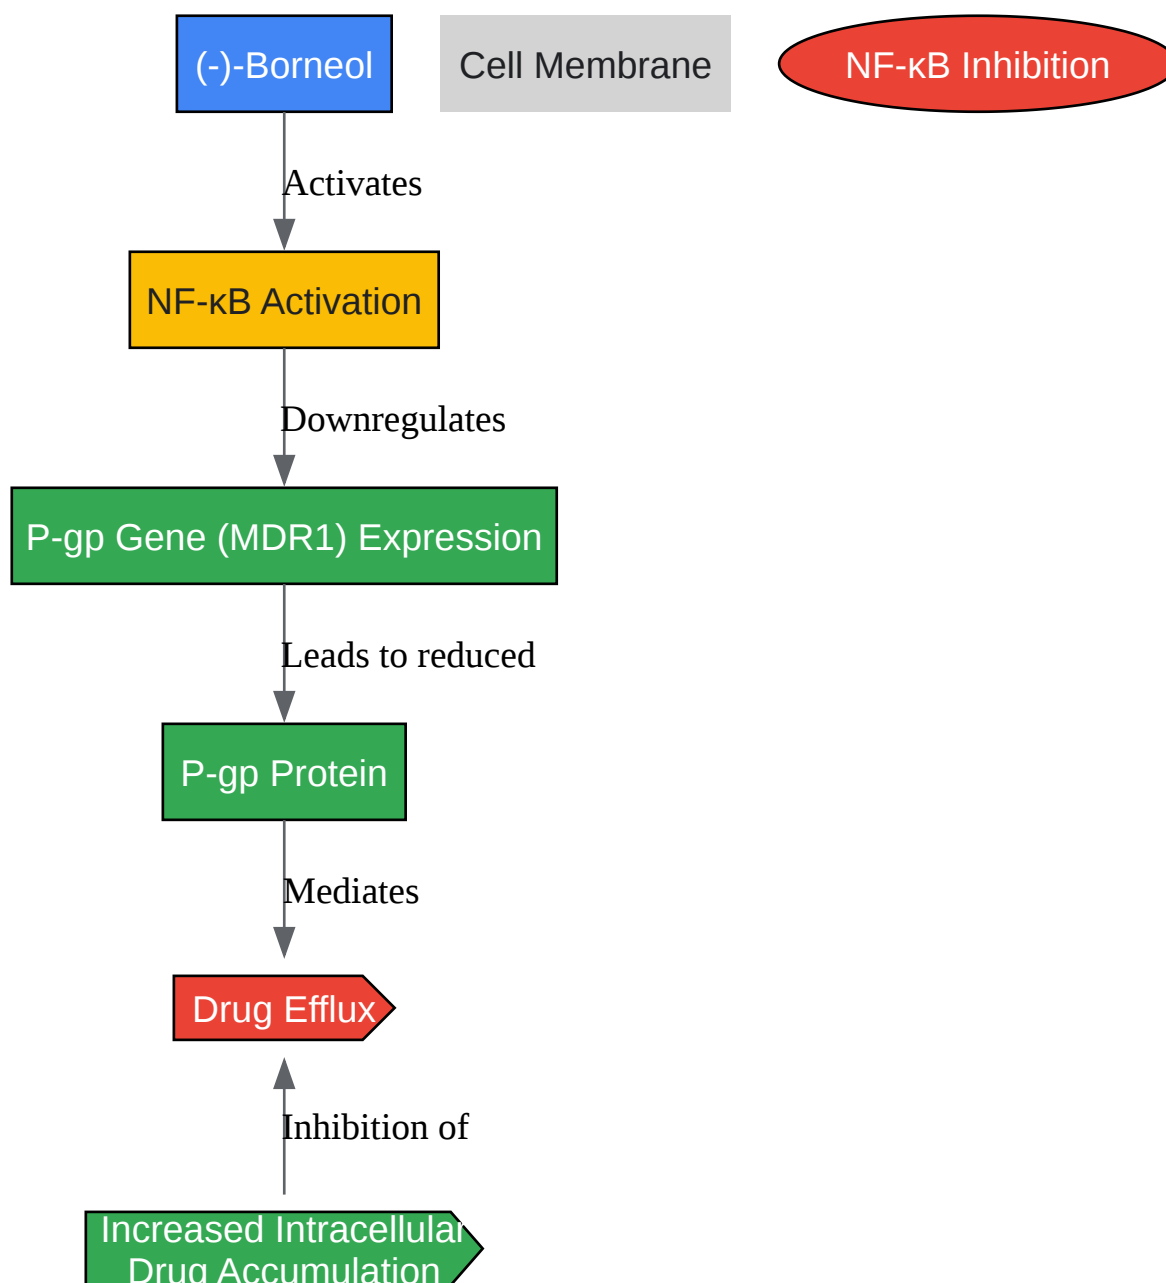 (-)-Borneol
Cell Membrane
NF-κB Inhibition
Activates
NF-κB Activation
Downregulates
P-gp Gene (MDR1) Expression
Leads to reduced
P-gp Protein
Mediates
Drug Efflux
Inhibition of
Increased Intracellular
Drug Accumulation